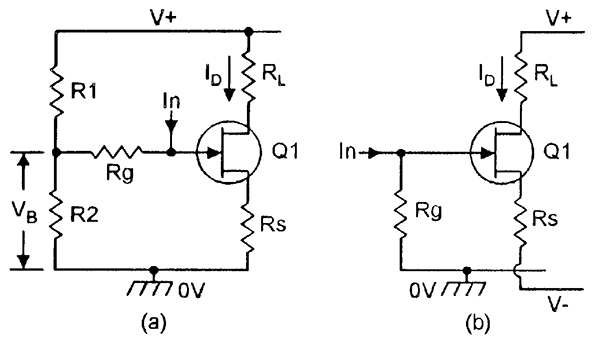 V+
R1
In
I_D
R_L
Rg
Q1
V_B
R2
Rs
0V
(a)
V+
I_D
R_L
In
Q1
Rg
Rs
0V
V-
(b)